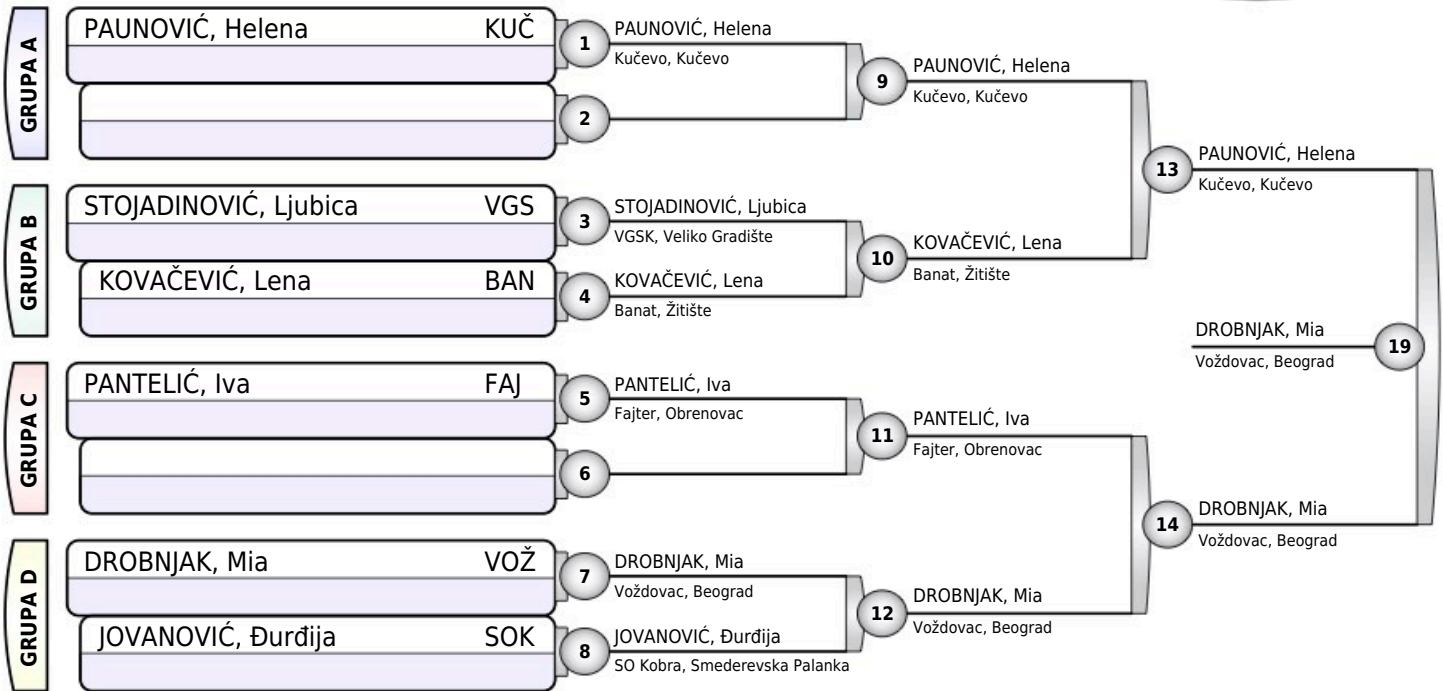 GRUPA A
PAUNOVIĆ, Helena KUČ
1
PAUNOVIĆ, Helena
Kučevo, Kučevo
2
9
PAUNOVIĆ, Helena
Kučevo, Kučevo
GRUPA B
STOJADINOVIĆ, Ljubica VGS
3
STOJADINOVIĆ, Ljubica
VGSK, Veliko Gradište
KOVAČEVIĆ, Lena BAN
4
KOVAČEVIĆ, Lena
Banat, Žitište
10
KOVAČEVIĆ, Lena
Banat, Žitište
13
PAUNOVIĆ, Helena
Kučevo, Kučevo
GRUPA C
PANTELIĆ, Iva FAJ
5
PANTELIĆ, Iva
Fajter, Obrenovac
6
11
PANTELIĆ, Iva
Fajter, Obrenovac
GRUPA D
DROBNJAK, Mia VOŽ
7
DROBNJAK, Mia
Voždovac, Beograd
JOVANOVIĆ, Đurđija SOK
8
JOVANOVIĆ, Đurđija
SO Kobra, Smederevska Palanka
12
DROBNJAK, Mia
Voždovac, Beograd
14
DROBNJAK, Mia
Voždovac, Beograd
DROBNJAK, Mia
Voždovac, Beograd
19